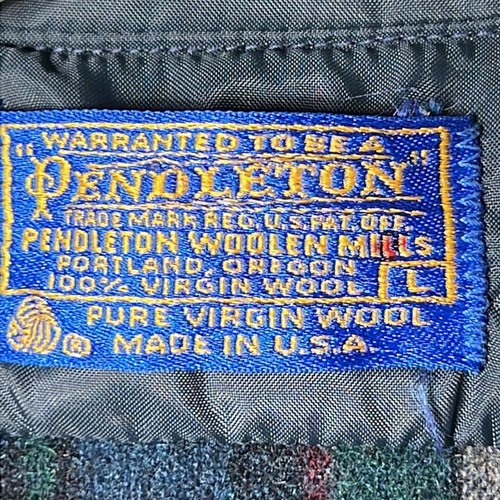 WARRANTED TO BE A
"PENDLETON"
TRADE MARK REG. U.S. PAT. OFF.
PENDLETON WOOLEN MILLS
PORTLAND, OREGON
100% VIRGIN WOOL L
PURE VIRGIN WOOL
® MADE IN U.S.A.